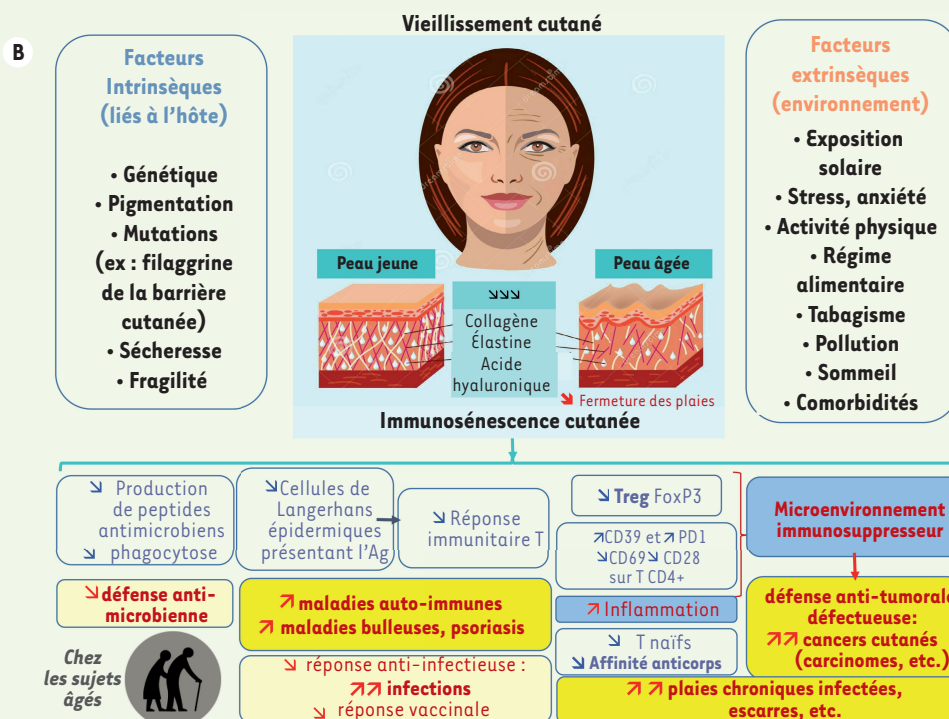 B
Vieillissement cutané
Facteurs
Intrinsèques
(liés à l'hôte)
• Génétique
• Pigmentation
• Mutations
(ex : filaggrine
de la barrière
cutanée)
• Sécheresse
• Fragilité
Peau jeune
Peau âgée
↘↘↘
Collagène
Élastine
Acide
hyaluronique
↘ Fermeture des plaies
Immunosénescence cutanée
Facteurs
extrinsèques
(environnement)
• Exposition
solaire
• Stress, anxiété
• Activité physique
• Régime
alimentaire
• Tabagisme
• Pollution
• Sommeil
• Comorbidités
↘ Production
de peptides
antimicrobiens
↘ phagocytose
↘ Cellules de
Langerhans
épidermiques
présentant l'Ag
↘ Réponse
immunitaire T
↘ Treg FoxP3
↗CD39 et ↗ PD1
↘CD69 ↘ CD28
sur T CD4+
Microenvironnement
immunosuppresseur
↘ défense anti-
microbienne
↗ maladies auto-immunes
↗ maladies bulleuses, psoriasis
↗ Inflammation
↘ T naïfs
↘ Affinité anticorps
défense anti-tumorale
défectueuse:
↗↗ cancers cutanés
(carcinomes, etc.)
Chez
les sujets
âgés
↘ réponse anti-infectieuse :
↗↗ infections
↘ réponse vaccinale
↗ ↗ plaies chroniques infectées,
escarres, etc.